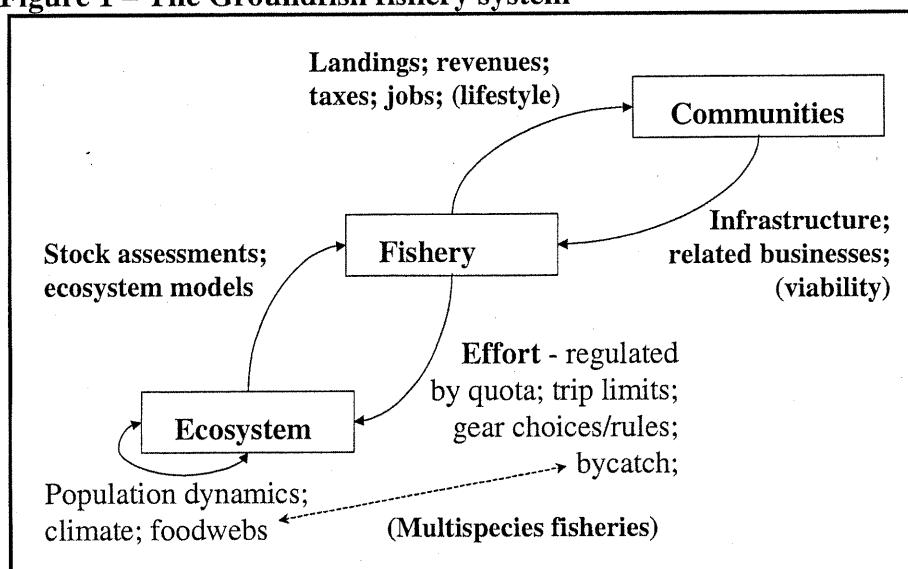 Figure 1 – The Groundfish fishery system
Landings; revenues;
taxes; jobs; (lifestyle)
Communities
Infrastructure;
related businesses;
(viability)
Fishery
Stock assessments;
ecosystem models
Effort - regulated
by quota; trip limits;
gear choices/rules;
bycatch;
Ecosystem
Population dynamics;
climate; foodwebs
(Multispecies fisheries)